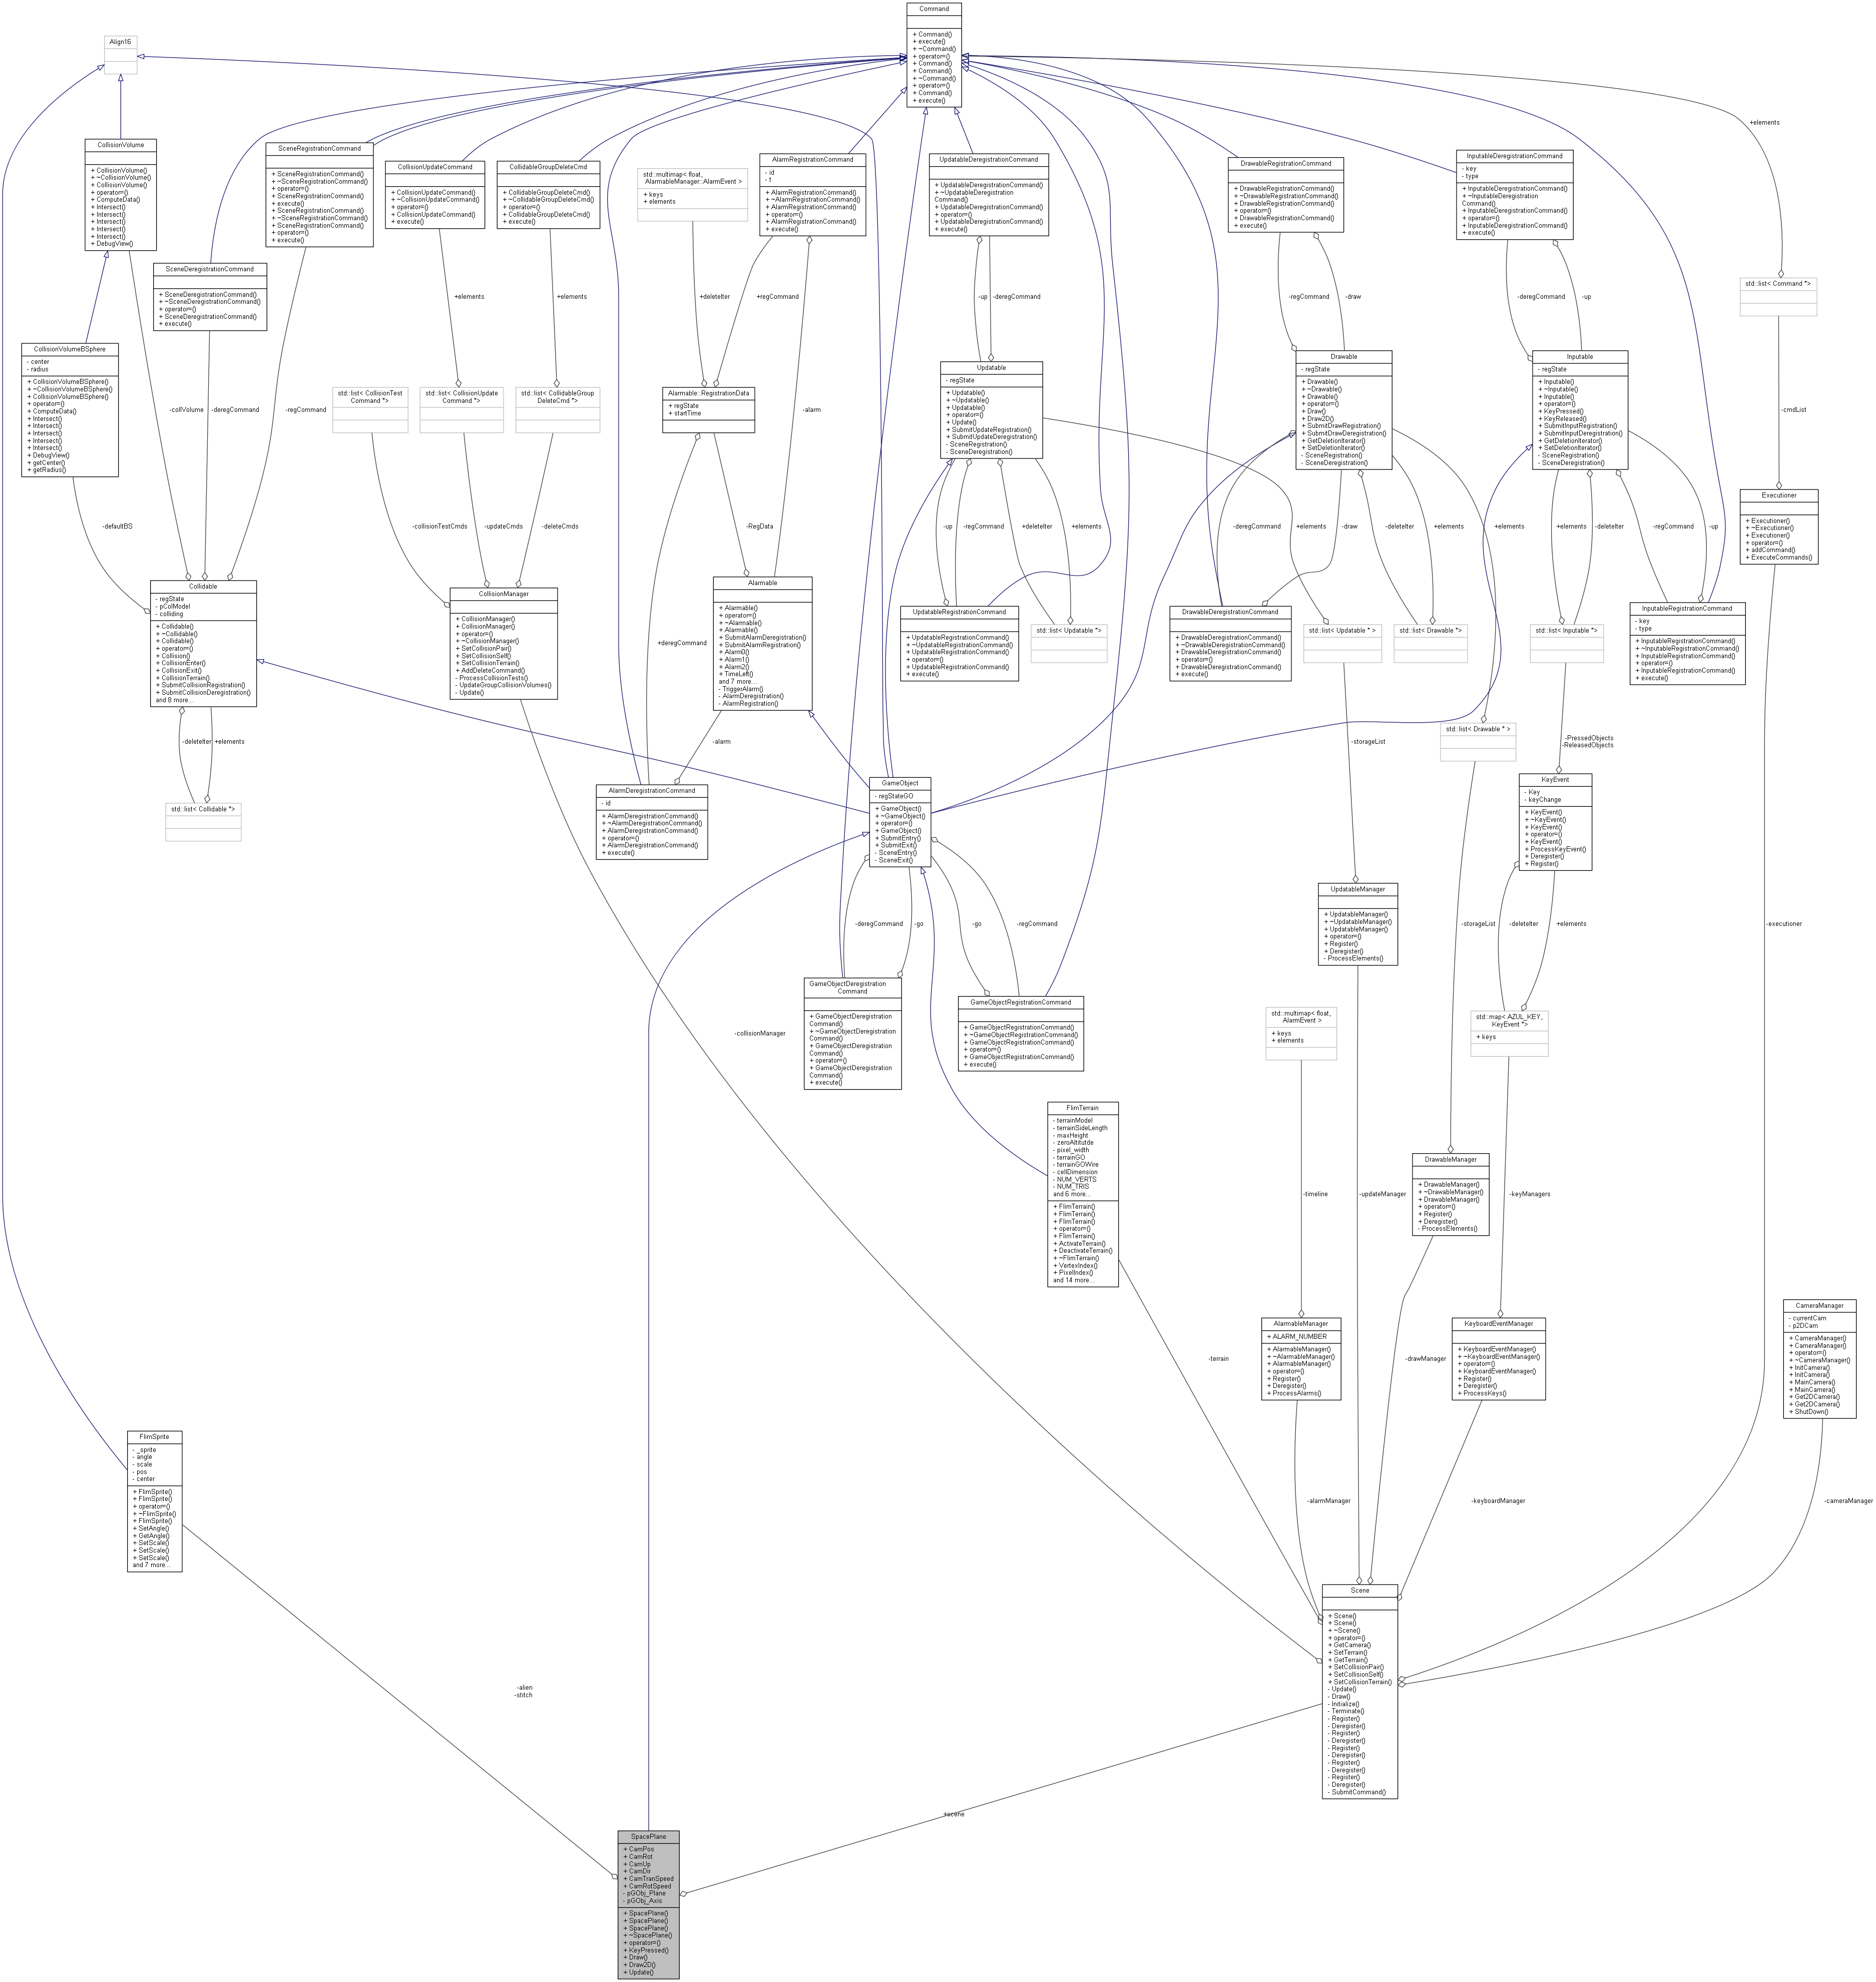 Command
+ Command()
+ execute()
+ ~Command()
+ operator=()
+ Command()
+ Command()
+ ~Command()
+ operator=()
+ Command()
+ execute()
Align16
+elements
CollisionVolume
+ CollisionVolume()
+ ~CollisionVolume()
+ CollisionVolume()
+ operator=()
+ ComputeData()
+ Intersect()
+ Intersect()
+ Intersect()
+ Intersect()
+ Intersect()
+ DebugView()
SceneRegistrationCommand
+ SceneRegistrationCommand()
+ ~SceneRegistrationCommand()
+ operator=()
+ SceneRegistrationCommand()
+ execute()
+ SceneRegistrationCommand()
+ ~SceneRegistrationCommand()
+ SceneRegistrationCommand()
+ operator=()
+ execute()
CollisionUpdateCommand
+ CollisionUpdateCommand()
+ ~CollisionUpdateCommand()
+ operator=()
+ CollisionUpdateCommand()
+ execute()
CollidableGroupDeleteCmd
+ CollidableGroupDeleteCmd()
+ ~CollidableGroupDeleteCmd()
+ operator=()
+ CollidableGroupDeleteCmd()
+ execute()
std::multimap< float,
AlarmableManager::AlarmEvent >
+ keys
+ elements
AlarmRegistrationCommand
- id
- t
+ AlarmRegistrationCommand()
+ ~AlarmRegistrationCommand()
+ AlarmRegistrationCommand()
+ operator=()
+ AlarmRegistrationCommand()
+ execute()
UpdatableDeregistrationCommand
+ UpdatableDeregistrationCommand()
+ ~UpdatableDeregistration
Command()
+ UpdatableDeregistrationCommand()
+ operator=()
+ UpdatableDeregistrationCommand()
+ execute()
DrawableRegistrationCommand
+ DrawableRegistrationCommand()
+ ~DrawableRegistrationCommand()
+ DrawableRegistrationCommand()
+ operator=()
+ DrawableRegistrationCommand()
+ execute()
InputableDeregistrationCommand
- key
- type
+ InputableDeregistrationCommand()
+ ~InputableDeregistration
Command()
+ InputableDeregistrationCommand()
+ operator=()
+ InputableDeregistrationCommand()
+ execute()
SceneDeregistrationCommand
+ SceneDeregistrationCommand()
+ ~SceneDeregistrationCommand()
+ operator=()
+ SceneDeregistrationCommand()
+ execute()
std::list< Command *>
+elements
+elements
+deleteIter
+regCommand
-up
-deregCommand
-regCommand
-draw
-deregCommand
-up
CollisionVolumeBSphere
- center
- radius
+ CollisionVolumeBSphere()
+ ~CollisionVolumeBSphere()
+ CollisionVolumeBSphere()
+ operator=()
+ ComputeData()
+ Intersect()
+ Intersect()
+ Intersect()
+ Intersect()
+ Intersect()
+ DebugView()
+ getCenter()
+ getRadius()
-collVolume
-deregCommand
-regCommand
std::list< CollisionTest
Command *>
std::list< CollisionUpdate
Command *>
std::list< CollidableGroup
DeleteCmd *>
Alarmable::RegistrationData
+ regState
+ startTime
-alarm
Updatable
- regState
+ Updatable()
+ ~Updatable()
+ Updatable()
+ operator=()
+ Update()
+ SubmitUpdateRegistration()
+ SubmitUpdateDeregistration()
- SceneRegistration()
- SceneDeregistration()
Drawable
- regState
+ Drawable()
+ ~Drawable()
+ Drawable()
+ operator=()
+ Draw()
+ Draw2D()
+ SubmitDrawRegistration()
+ SubmitDrawDeregistration()
+ GetDeletionIterator()
+ SetDeletionIterator()
- SceneRegistration()
- SceneDeregistration()
Inputable
- regState
+ Inputable()
+ ~Inputable()
+ Inputable()
+ operator=()
+ KeyPressed()
+ KeyReleased()
+ SubmitInputRegistration()
+ SubmitInputDeregistration()
+ GetDeletionIterator()
+ SetDeletionIterator()
- SceneRegistration()
- SceneDeregistration()
-cmdList
Executioner
+ Executioner()
+ ~Executioner()
+ Executioner()
+ operator=()
+ addCommand()
+ ExecuteCommands()
-defaultBS
-collisionTestCmds
-updateCmds
-deleteCmds
-RegData
-up
-regCommand
+deleteIter
+elements
+elements
-deregCommand
-draw
-deleteIter
+elements
+elements
+elements
-deleteIter
-regCommand
-up
Collidable
- regState
- pColModel
- colliding
+ Collidable()
+ ~Collidable()
+ Collidable()
+ operator=()
+ Collision()
+ CollisionEnter()
+ CollisionExit()
+ CollisionTerrain()
+ SubmitCollisionRegistration()
+ SubmitCollisionDeregistration()
and 8 more...
CollisionManager
+ CollisionManager()
+ CollisionManager()
+ operator=()
+ ~CollisionManager()
+ SetCollisionPair()
+ SetCollisionSelf()
+ SetCollisionTerrain()
+ AddDeleteCommand()
- ProcessCollisionTests()
- UpdateGroupCollisionVolumes()
- Update()
+deregCommand
Alarmable
+ Alarmable()
+ operator=()
+ ~Alarmable()
+ Alarmable()
+ SubmitAlarmDeregistration()
+ SubmitAlarmRegistration()
+ Alarm0()
+ Alarm1()
+ Alarm2()
+ TimeLeft()
and 7 more...
- TriggerAlarm()
- AlarmDeregistration()
- AlarmRegistration()
UpdatableRegistrationCommand
+ UpdatableRegistrationCommand()
+ ~UpdatableRegistrationCommand()
+ UpdatableRegistrationCommand()
+ operator=()
+ UpdatableRegistrationCommand()
+ execute()
std::list< Updatable *>
DrawableDeregistrationCommand
+ DrawableDeregistrationCommand()
+ ~DrawableDeregistrationCommand()
+ DrawableDeregistrationCommand()
+ operator=()
+ DrawableDeregistrationCommand()
+ execute()
std::list< Updatable * >
std::list< Drawable *>
std::list< Inputable *>
InputableRegistrationCommand
- key
- type
+ InputableRegistrationCommand()
+ ~InputableRegistrationCommand()
+ InputableRegistrationCommand()
+ operator=()
+ InputableRegistrationCommand()
+ execute()
-deleteIter
+elements
-alarm
-storageList
std::list< Drawable * >
-PressedObjects
-ReleasedObjects
std::list< Collidable *>
AlarmDeregistrationCommand
- id
+ AlarmDeregistrationCommand()
+ ~AlarmDeregistrationCommand()
+ AlarmDeregistrationCommand()
+ operator=()
+ AlarmDeregistrationCommand()
+ execute()
GameObject
- regStateGO
+ GameObject()
+ ~GameObject()
+ operator=()
+ GameObject()
+ SubmitEntry()
+ SubmitExit()
- SceneEntry()
- SceneExit()
KeyEvent
- Key
- keyChange
+ KeyEvent()
+ ~KeyEvent()
+ KeyEvent()
+ operator=()
+ KeyEvent()
+ ProcessKeyEvent()
+ Deregister()
+ Register()
UpdatableManager
+ UpdatableManager()
+ ~UpdatableManager()
+ UpdatableManager()
+ operator=()
+ Register()
+ Deregister()
- ProcessElements()
-deregCommand
-go
-go
-regCommand
-storageList
-deleteIter
+elements
-executioner
GameObjectDeregistration
Command
+ GameObjectDeregistration
Command()
+ ~GameObjectDeregistration
Command()
+ GameObjectDeregistration
Command()
+ operator=()
+ GameObjectDeregistration
Command()
+ execute()
GameObjectRegistrationCommand
+ GameObjectRegistrationCommand()
+ ~GameObjectRegistrationCommand()
+ GameObjectRegistrationCommand()
+ operator=()
+ GameObjectRegistrationCommand()
+ execute()
-collisionManager
std::multimap< float,
AlarmEvent >
+ keys
+ elements
std::map< AZUL_KEY,
KeyEvent *>
+ keys
FlimTerrain
- terrainModel
- terrainSideLength
- maxHeight
- zeroAltitutde
- pixel_width
- terrainGO
- terrainGOWire
- cellDimension
- NUM_VERTS
- NUM_TRIS
and 6 more...
+ FlimTerrain()
+ FlimTerrain()
+ FlimTerrain()
+ operator=()
+ FlimTerrain()
+ ActivateTerrain()
+ DeactivateTerrain()
+ ~FlimTerrain()
+ VertexIndex()
+ PixelIndex()
and 14 more...
-timeline
-updateManager
DrawableManager
+ DrawableManager()
+ ~DrawableManager()
+ DrawableManager()
+ operator=()
+ Register()
+ Deregister()
- ProcessElements()
-keyManagers
AlarmableManager
+ ALARM_NUMBER
+ AlarmableManager()
+ ~AlarmableManager()
+ AlarmableManager()
+ operator=()
+ Register()
+ Deregister()
+ ProcessAlarms()
KeyboardEventManager
+ KeyboardEventManager()
+ ~KeyboardEventManager()
+ operator=()
+ KeyboardEventManager()
+ Register()
+ Deregister()
+ ProcessKeys()
CameraManager
- currentCam
- p2DCam
+ CameraManager()
+ CameraManager()
+ operator=()
+ ~CameraManager()
+ InitCamera()
+ InitCamera()
+ MainCamera()
+ MainCamera()
+ Get2DCamera()
+ Get2DCamera()
+ ShutDown()
-terrain
-drawManager
FlimSprite
- _sprite
- angle
- scale
- pos
- center
+ FlimSprite()
+ FlimSprite()
+ operator=()
+ ~FlimSprite()
+ FlimSprite()
+ SetAngle()
+ GetAngle()
+ SetScale()
+ SetScale()
+ SetScale()
and 7 more...
-alarmManager
-keyboardManager
-cameraManager
Scene
+ Scene()
+ Scene()
+ ~Scene()
+ operator=()
+ GetCamera()
+ SetTerrain()
+ GetTerrain()
+ SetCollisionPair()
+ SetCollisionSelf()
+ SetCollisionTerrain()
- Update()
- Draw()
- Initialize()
- Terminate()
- Register()
- Deregister()
- Register()
- Deregister()
- Register()
- Deregister()
- Register()
- Deregister()
- Register()
- Deregister()
- SubmitCommand()
-alien
-stitch
+scene
SpacePlane
+ CamPos
+ CamRot
+ CamUp
+ CamDir
+ CamTranSpeed
+ CamRotSpeed
- pGObj_Plane
- pGObj_Axis
+ SpacePlane()
+ SpacePlane()
+ SpacePlane()
+ ~SpacePlane()
+ operator=()
+ KeyPressed()
+ Draw()
+ Draw2D()
+ Update()